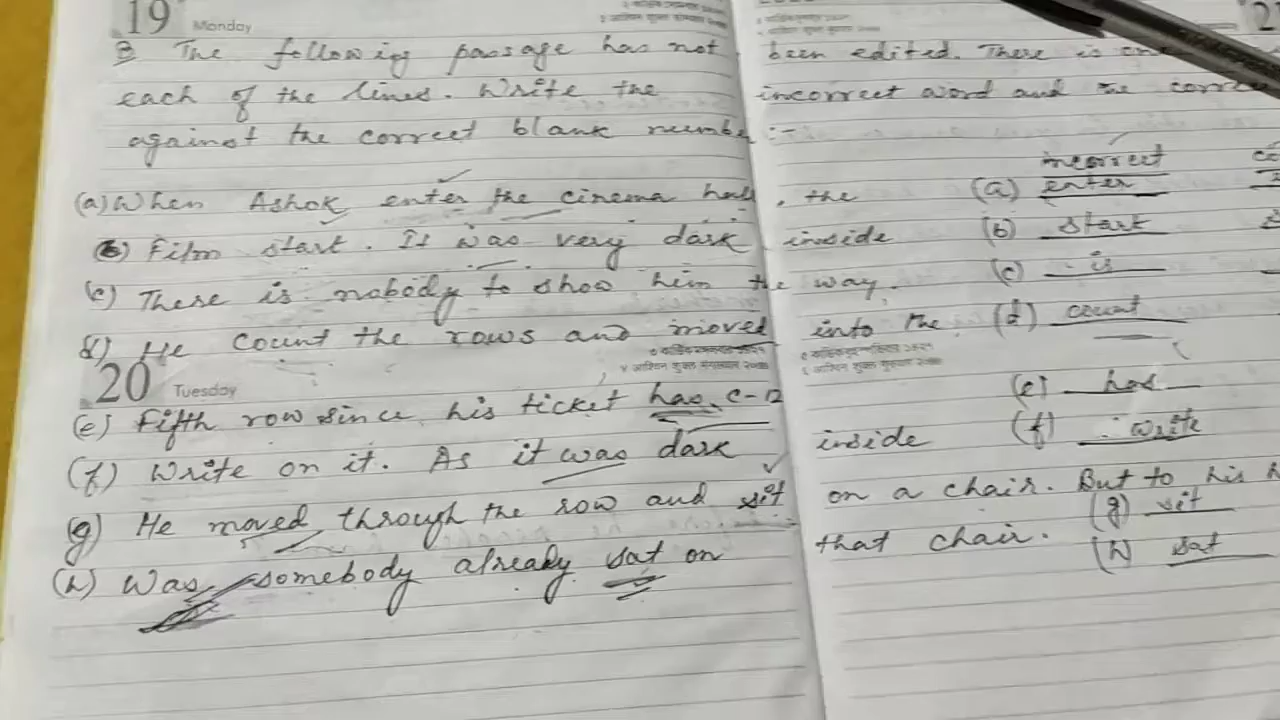 19 Monday
B The following passage has not been edited. There is one
each of the lines. Write the incorrect word and the
against the correct blank number :-
incorrect
(a) When Ashok enter the cinema hall, the (a) enter
(b) Film start. It was very dark inside (b) start
(c) There is nobody to show him the way. (c) is
(d) He count the rows and moved into the (d) count
20 Tuesday
(e) Fifth row since his ticket has C-12 (e) has
(f) Write on it. As it was dark inside (f) write
(g) He moved through the row and sit on a chair. But to his (g) sit
(h) Was somebody already sat on that chair. (h) sat